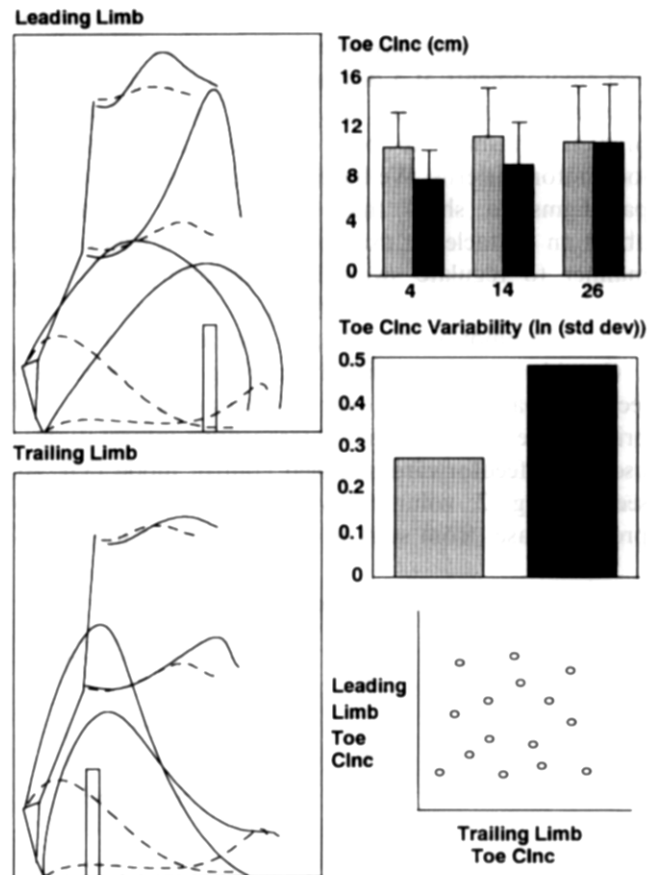 Leading Limb
Trailing Limb
Toe Clnc (cm)
16
12
8
4
0
4
14
26
Toe Clnc Variability (ln (std dev))
0.5
0.4
0.3
0.2
0.1
0
Leading
Limb
Toe
Clnc
Trailing Limb
Toe Clnc